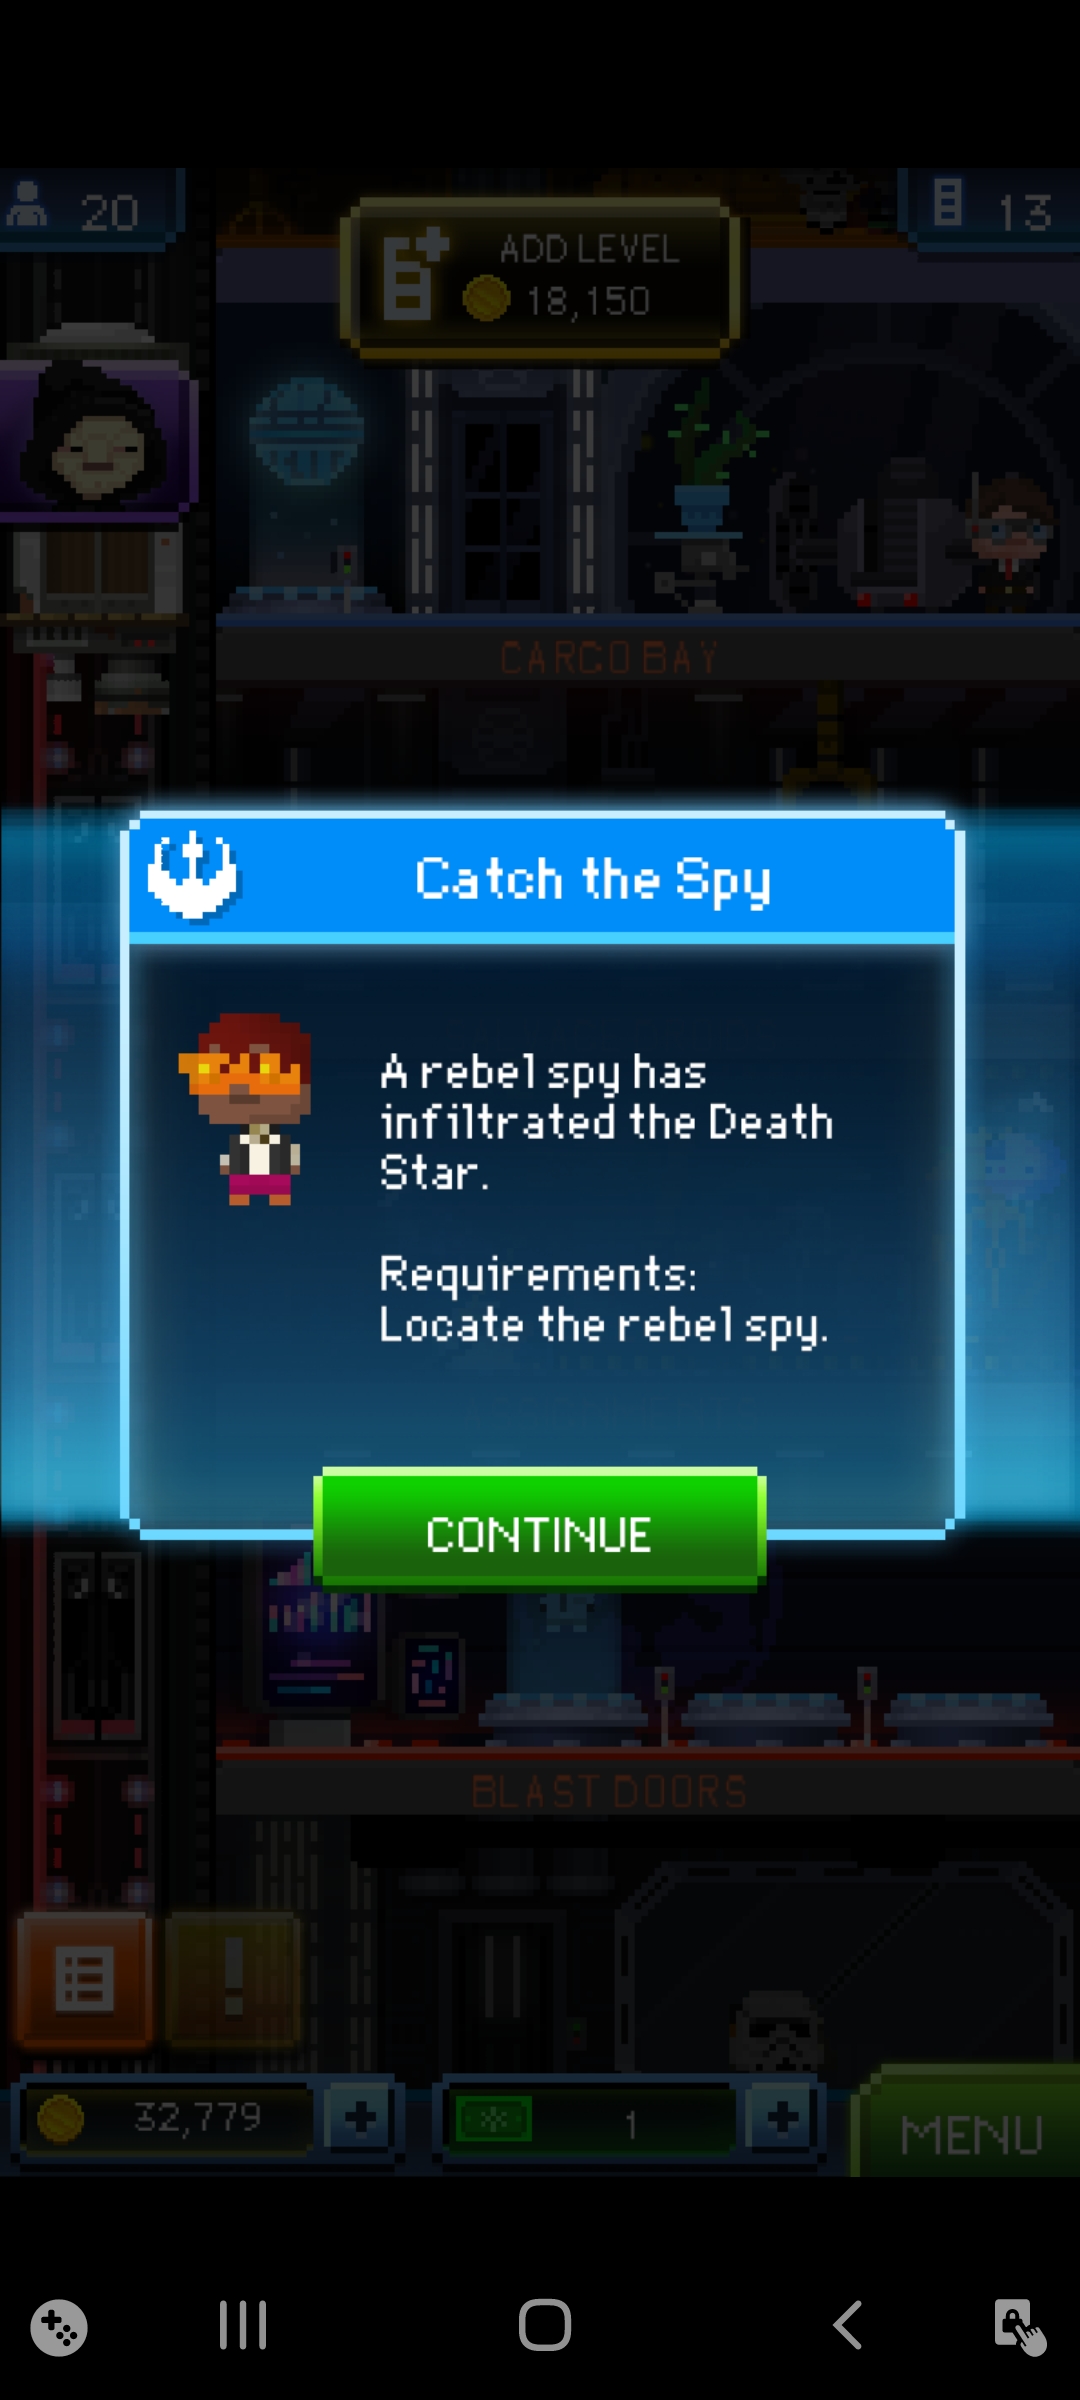 20
ADD LEVEL
18,150
13
CARGO BAY
Catch the Spy
A rebel spy has
infiltrated the Death
Star.
Requirements:
Locate the rebel spy.
CONTINUE
BLAST DOORS
!
32,779
1
MENU